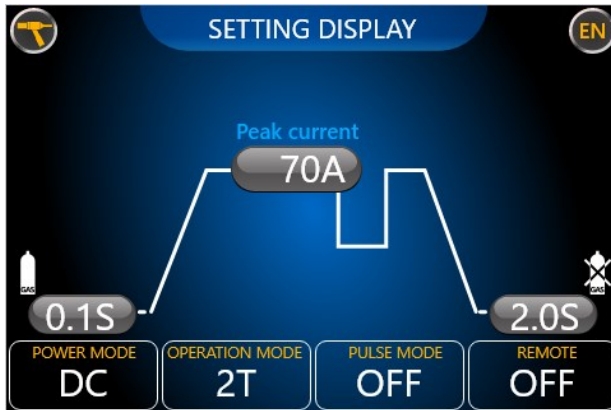 SETTING DISPLAY
EN
Peak current
70A
GAS
GAS
0.1S
2.0S
POWER MODE
DC
OPERATION MODE
2T
PULSE MODE
OFF
REMOTE
OFF